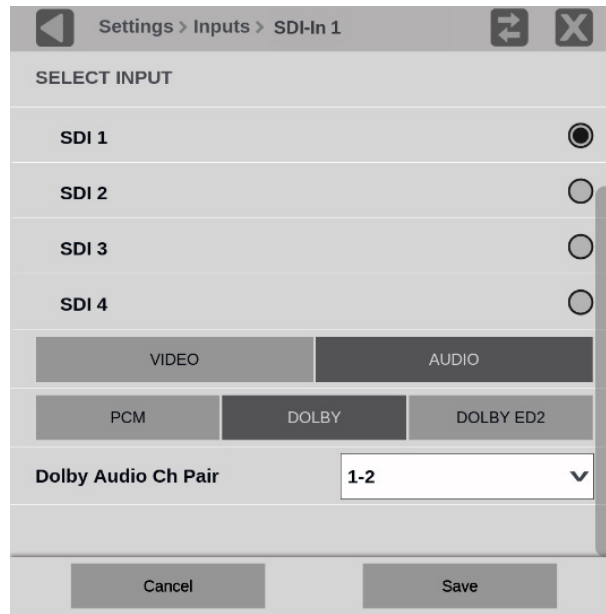 Settings > Inputs > SDI-In 1
SELECT INPUT
SDI 1
SDI 2
SDI 3
SDI 4
VIDEO AUDIO
PCM DOLBY DOLBY ED2
Dolby Audio Ch Pair 1-2
Cancel Save